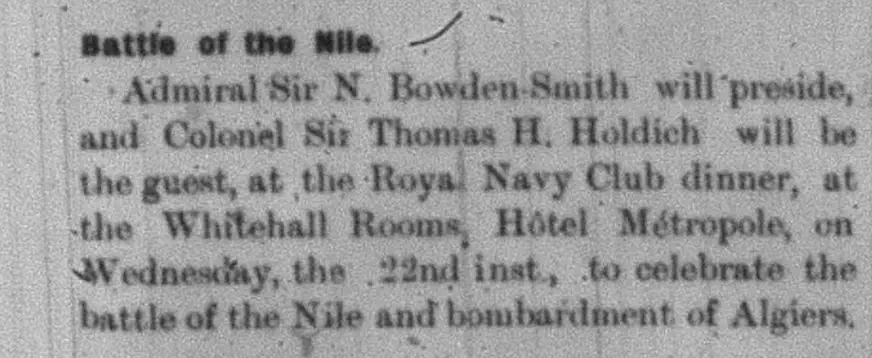 Battle of the Nile.
Admiral Sir N. Bowden-Smith will preside,
and Colonel Sir Thomas H. Holdich will be
the guest, at the Royal Navy Club dinner, at
the Whitehall Rooms, Hôtel Métropole, on
Wednesday, the 22nd inst., to celebrate the
battle of the Nile and bombardment of Algiers.